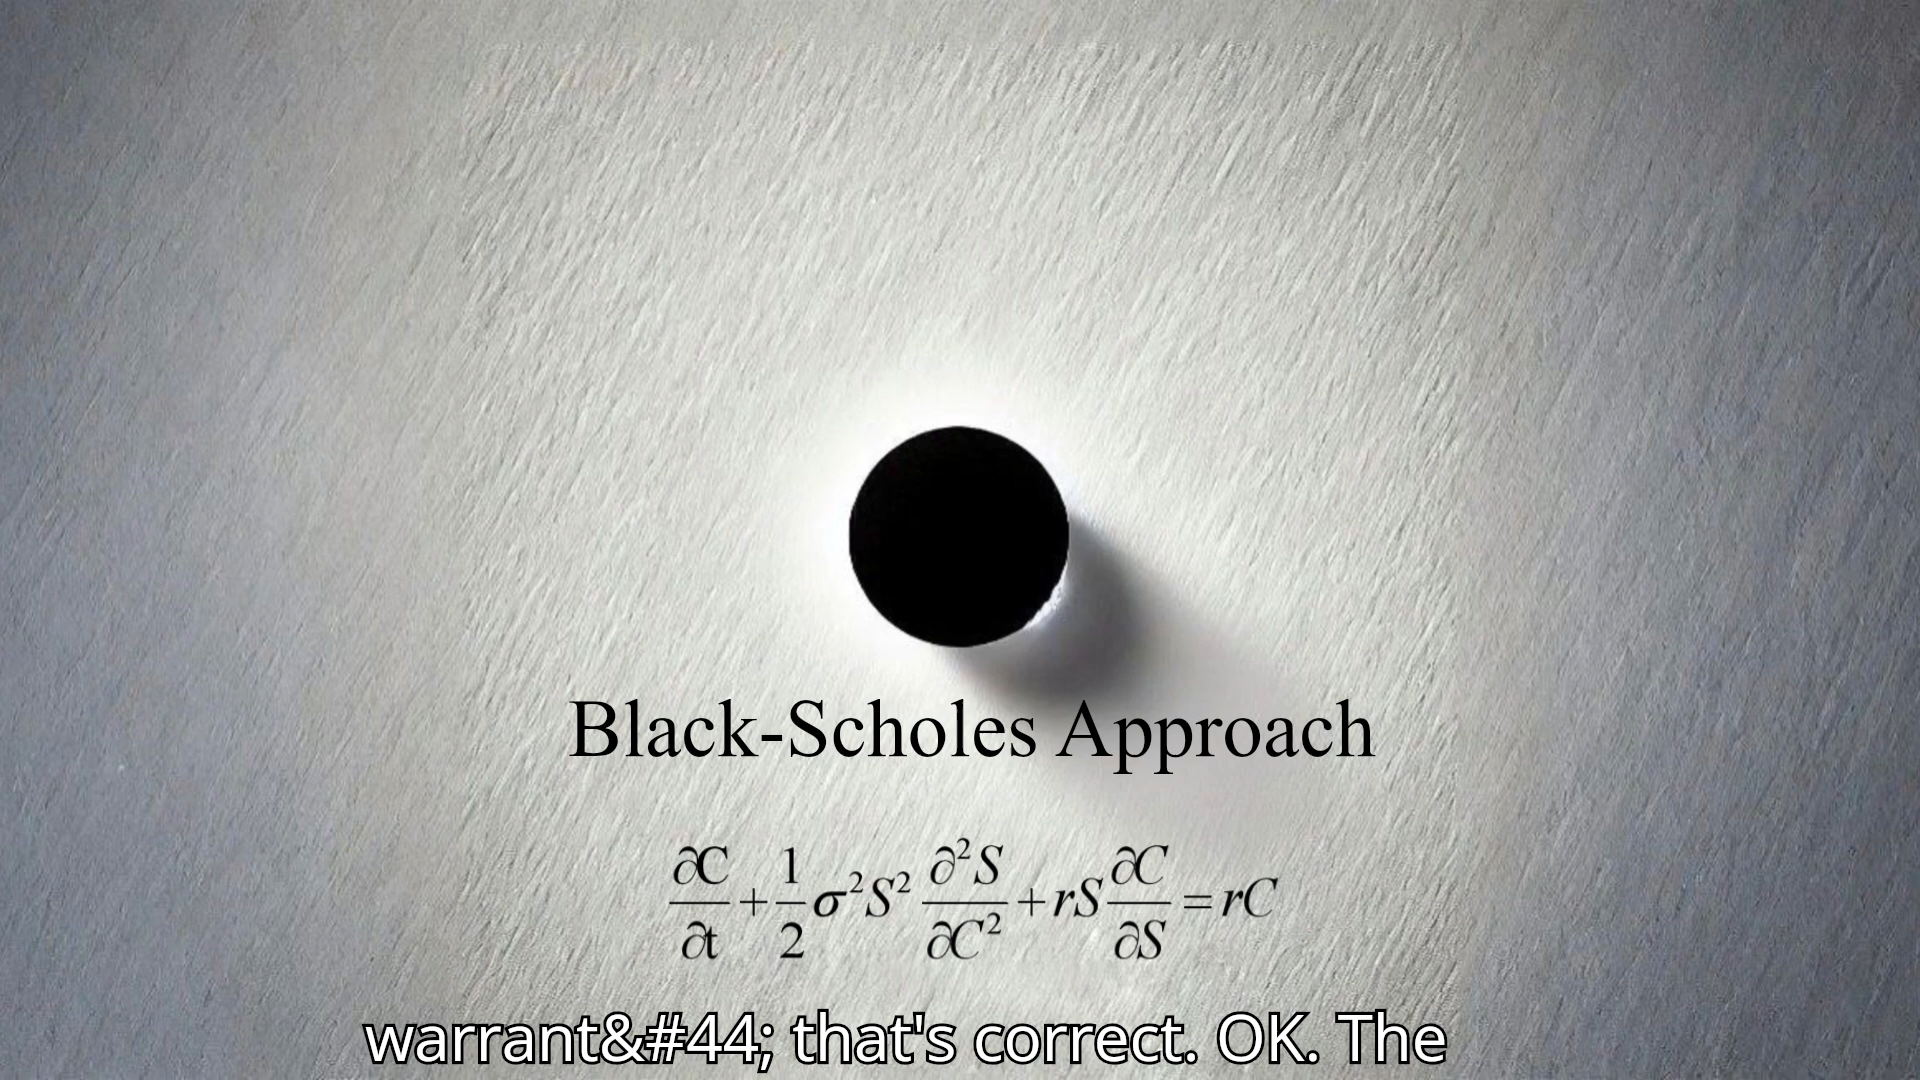 Black-Scholes Approach
∂C/∂t + 1/2 σ²S² ∂²S/∂C² + rS ∂C/∂S = rC
warrant&#44; that's correct. OK. The